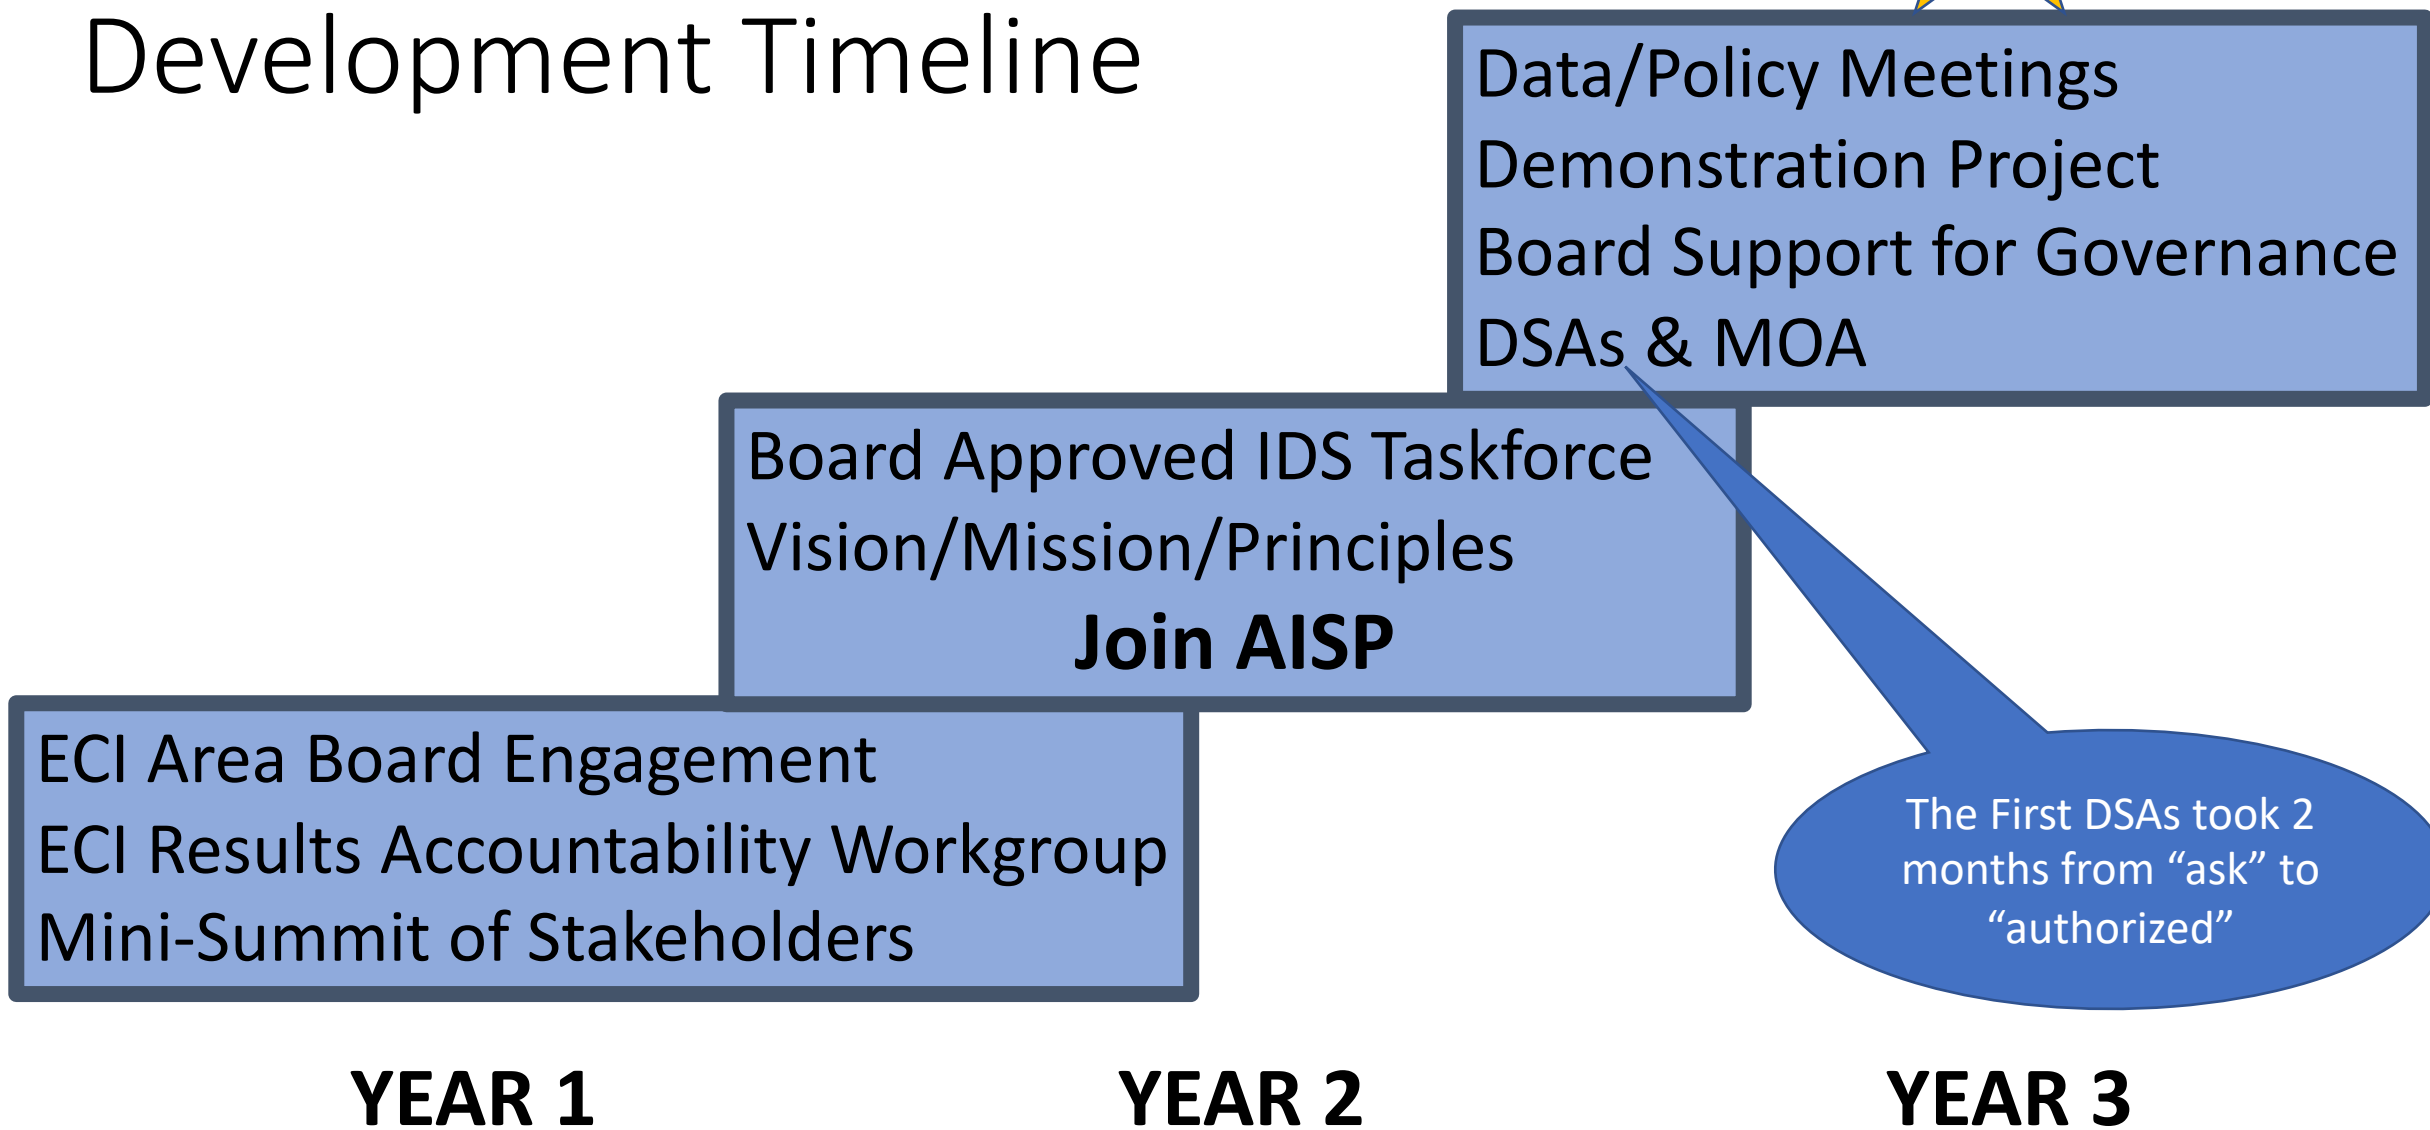 Development Timeline
Data/Policy Meetings
Demonstration Project
Board Support for Governance
DSAs & MOA
Board Approved IDS Taskforce
Vision/Mission/Principles
Join AISP
ECI Area Board Engagement
ECI Results Accountability Workgroup
Mini-Summit of Stakeholders
The First DSAs took 2
months from “ask” to
“authorized”
YEAR 1
YEAR 2
YEAR 3